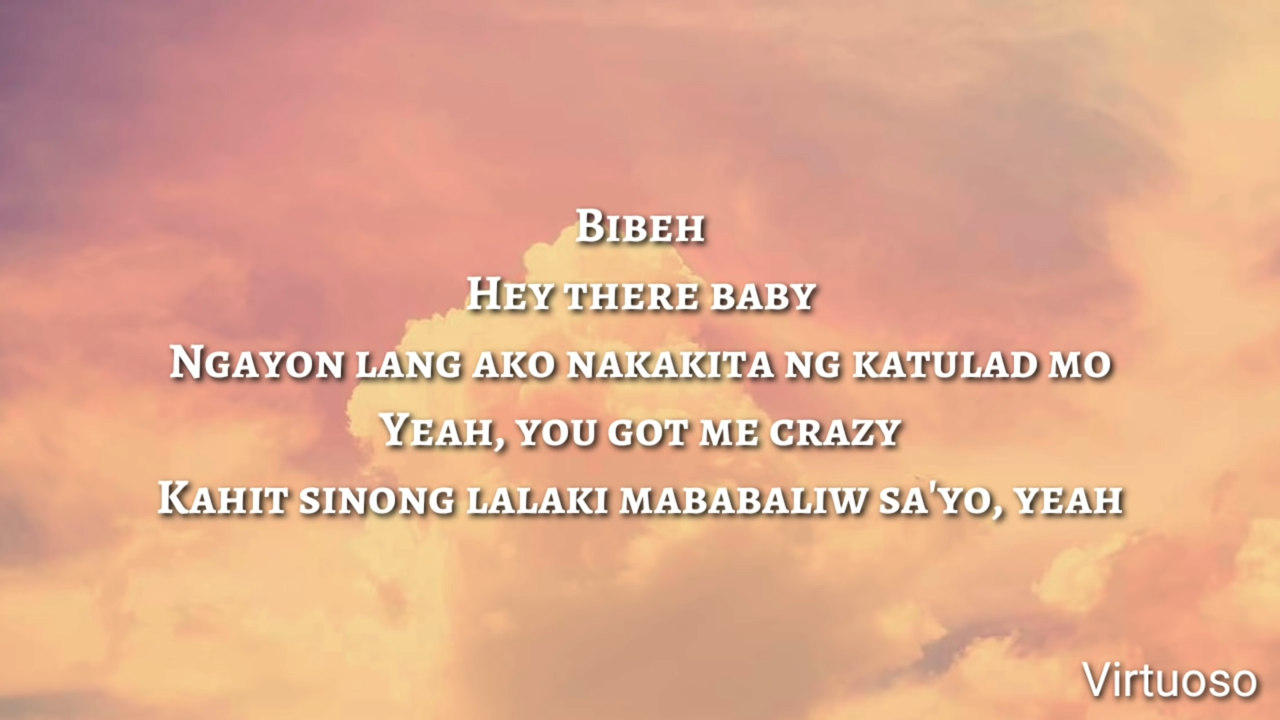 Bibeh
Hey there baby
Ngayon lang ako nakakita ng katulad mo
Yeah, you got me crazy
Kahit sinong lalaki mababaliw sa'yo, yeah
Virtuoso